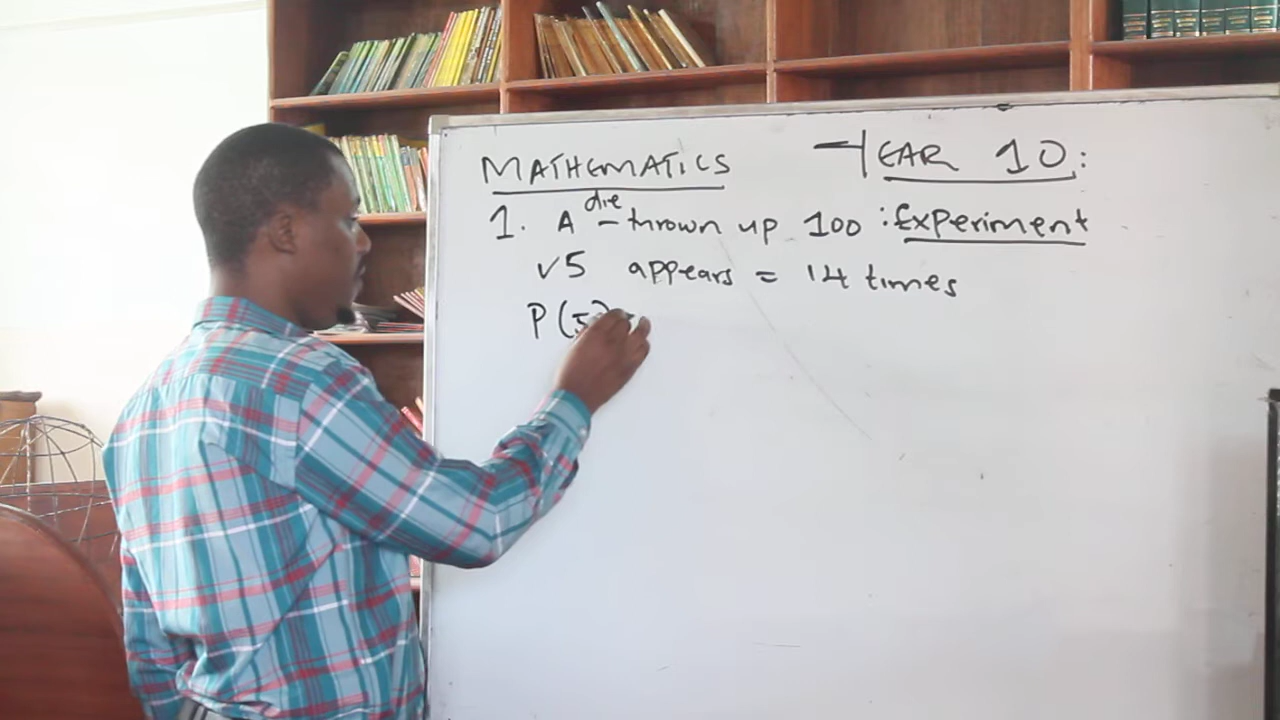 MATHEMATICS YEAR 10:
1. A die thrown up 100 : Experiment
√5 appears = 14 times
P(5)